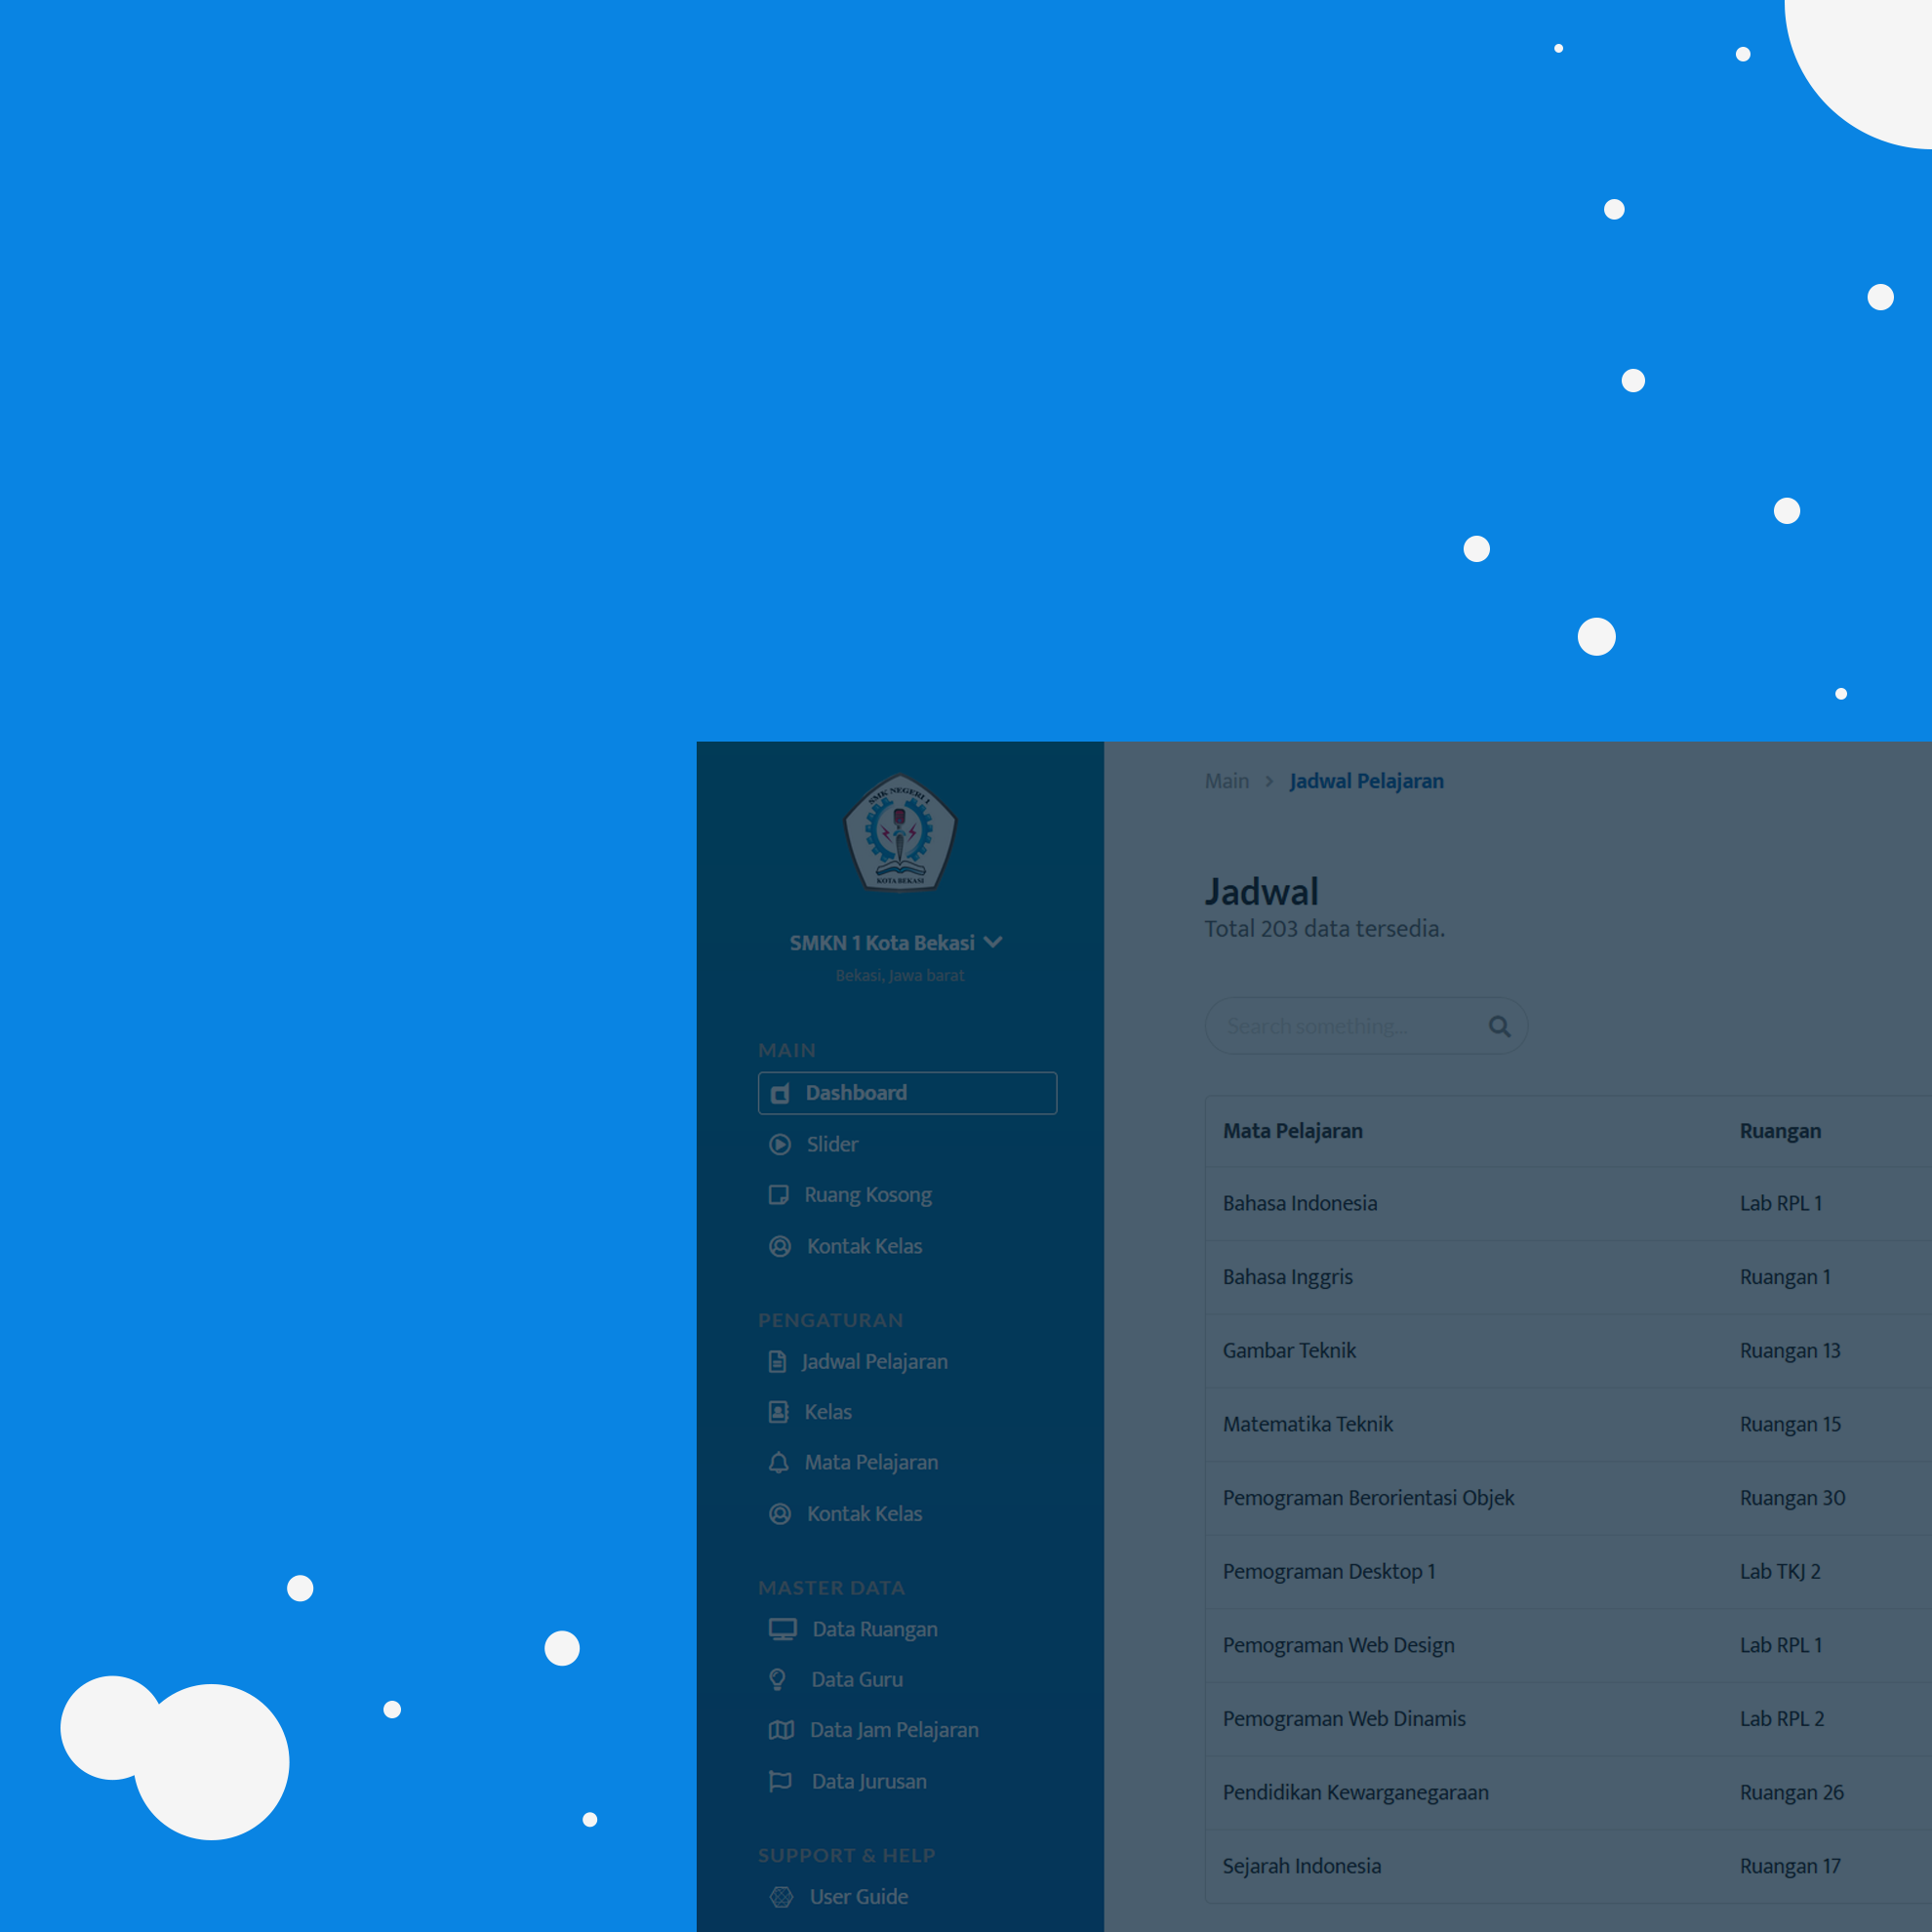 SMK NEGERI 1
KOTA BEKASI
SMKN 1 Kota Bekasi
Bekasi, Jawa barat
MAIN
Dashboard
Slider
Ruang Kosong
Kontak Kelas
PENGATURAN
Jadwal Pelajaran
Kelas
Mata Pelajaran
Kontak Kelas
MASTER DATA
Data Ruangan
Data Guru
Data Jam Pelajaran
Data Jurusan
SUPPORT & HELP
User Guide
Main > Jadwal Pelajaran
Jadwal
Total 203 data tersedia.
Search something...
Mata Pelajaran Ruangan
Bahasa Indonesia Lab RPL 1
Bahasa Inggris Ruangan 1
Gambar Teknik Ruangan 13
Matematika Teknik Ruangan 15
Pemograman Berorientasi Objek Ruangan 30
Pemograman Desktop 1 Lab TKJ 2
Pemograman Web Design Lab RPL 1
Pemograman Web Dinamis Lab RPL 2
Pendidikan Kewarganegaraan Ruangan 26
Sejarah Indonesia Ruangan 17